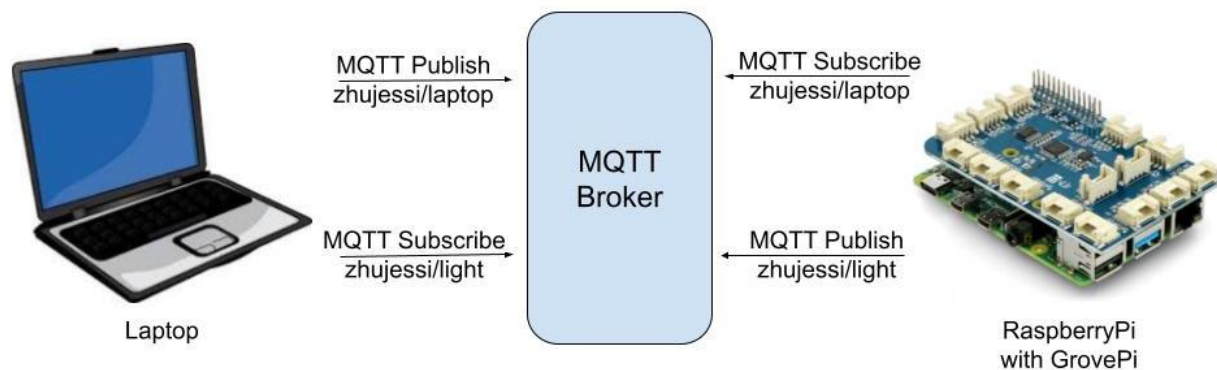 MQTT Publish
zhujessi/laptop
MQTT Subscribe
zhujessi/light
Laptop
MQTT
Broker
MQTT Subscribe
zhujessi/laptop
MQTT Publish
zhujessi/light
RaspberryPi
with GrovePi